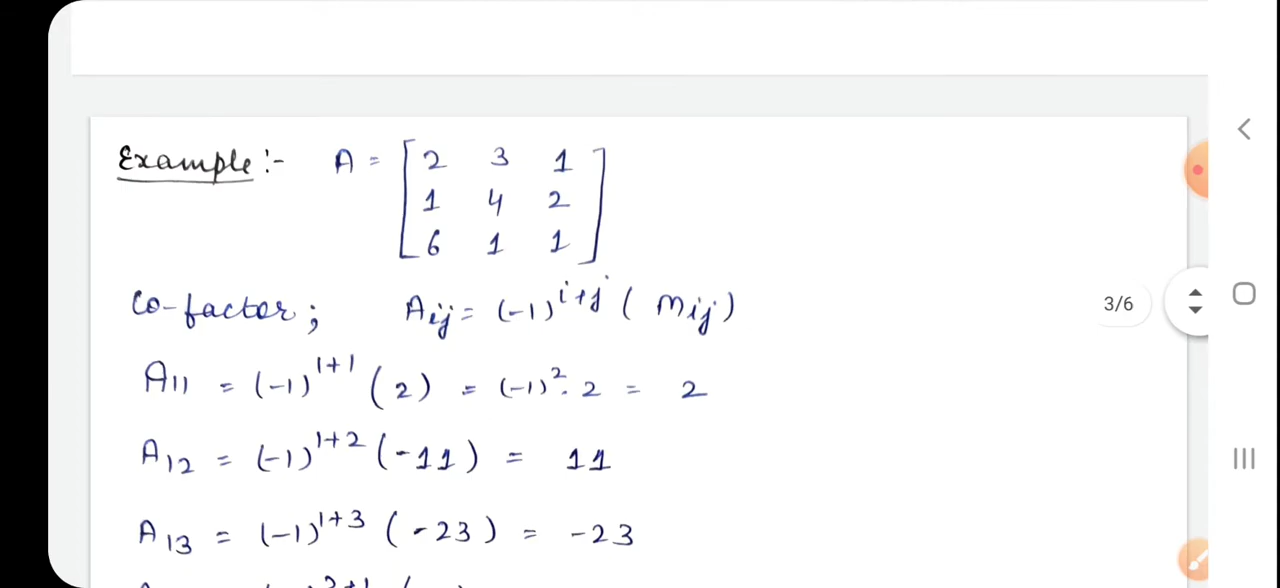 Example :- A = [ 2 3 1
1 4 2
6 1 1 ]
Co-factor ; Aij = (-1)^i+j ( Mij )
3/6
A11 = (-1)^1+1 (2) = (-1)^2 . 2 = 2
A12 = (-1)^1+2 (-11) = 11
A13 = (-1)^1+3 (-23) = -23